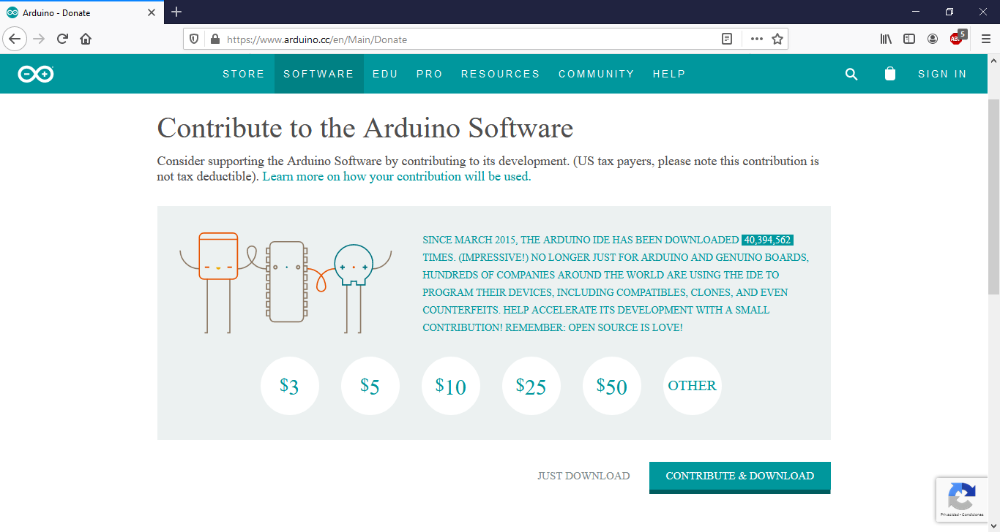 Arduino - Donate
https://www.arduino.cc/en/Main/Donate
ABP
5
STORE SOFTWARE EDU PRO RESOURCES COMMUNITY HELP SIGN IN
Contribute to the Arduino Software
Consider supporting the Arduino Software by contributing to its development. (US tax payers, please note this contribution is
not tax deductible). Learn more on how your contribution will be used.
SINCE MARCH 2015, THE ARDUINO IDE HAS BEEN DOWNLOADED 40,394,562
TIMES. (IMPRESSIVE!) NO LONGER JUST FOR ARDUINO AND GENUINO BOARDS,
HUNDREDS OF COMPANIES AROUND THE WORLD ARE USING THE IDE TO
PROGRAM THEIR DEVICES, INCLUDING COMPATIBLES, CLONES, AND EVEN
COUNTERFEITS. HELP ACCELERATE ITS DEVELOPMENT WITH A SMALL
CONTRIBUTION! REMEMBER: OPEN SOURCE IS LOVE!
$3 $5 $10 $25 $50 OTHER
JUST DOWNLOAD CONTRIBUTE & DOWNLOAD
Privacidad - Condiciones